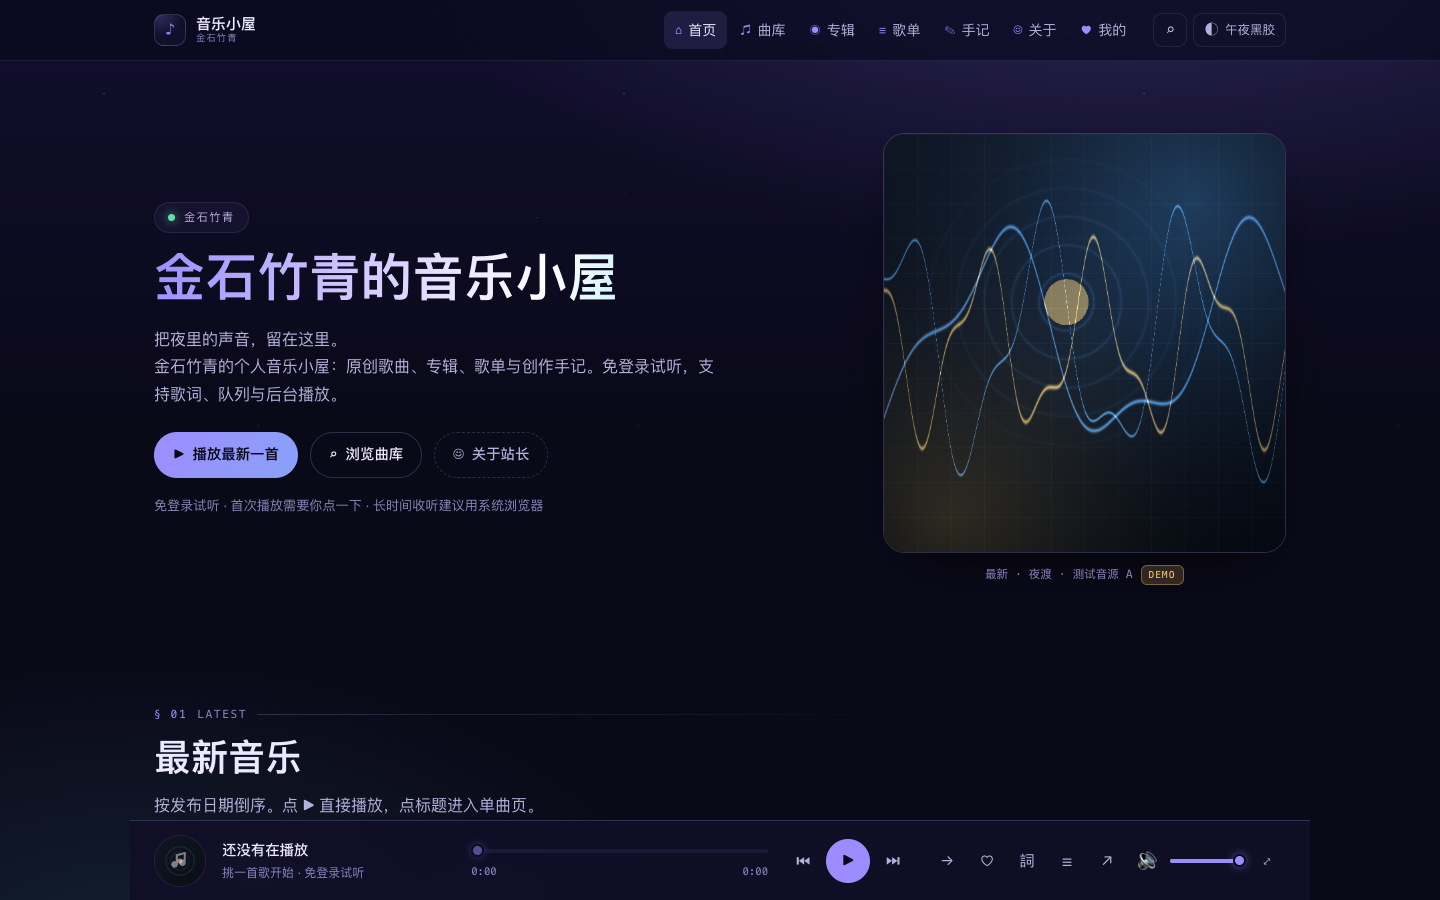 音乐小屋
金石竹青
首页
曲库
专辑
歌单
手记
关于
我的
午夜黑胶
金石竹青
金石竹青的音乐小屋
把夜里的声音，留在这里。
金石竹青的个人音乐小屋：原创歌曲、专辑、歌单与创作手记。免登录试听，支
持歌词、队列与后台播放。
播放最新一首
浏览曲库
关于站长
免登录试听 · 首次播放需要你点一下 · 长时间收听建议用系统浏览器
最新 · 夜渡 · 测试音源 A DEMO
§ 01 LATEST
最新音乐
按发布日期倒序。点 ▶ 直接播放，点标题进入单曲页。
还没有在播放
挑一首歌开始 · 免登录试听
0:00
0:00
詞